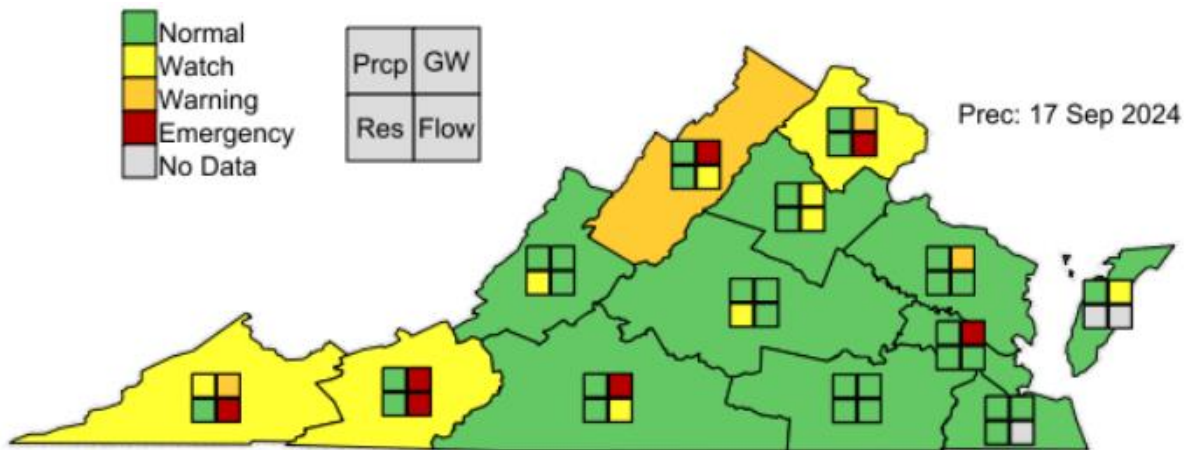 Normal
Watch
Warning
Emergency
No Data
Prcp GW
Res Flow
Prec: 17 Sep 2024